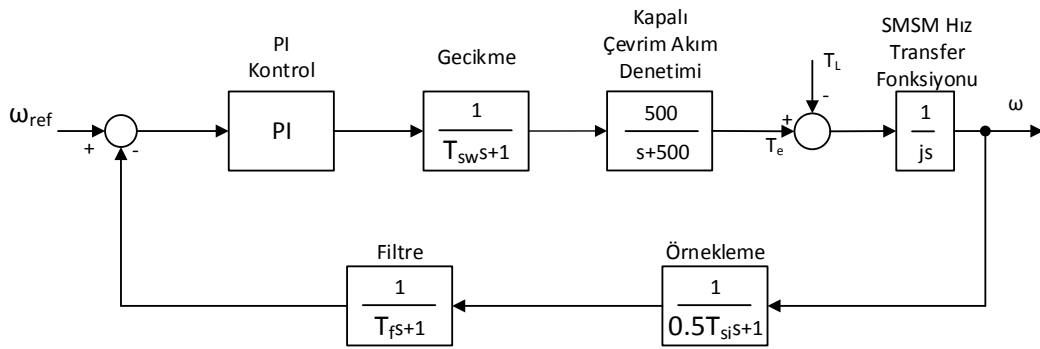 PI
Kontrol
Gecikme
Kapalı
Çevrim Akım
Denetimi
SMSM Hız
Transfer
Fonksiyonu
T_L
-
ω_ref
+
-
PI
1
T_sw s+1
500
s+500
+
T_e
1
js
ω
Filtre
1
T_f s+1
Örnekleme
1
0.5T_si s+1